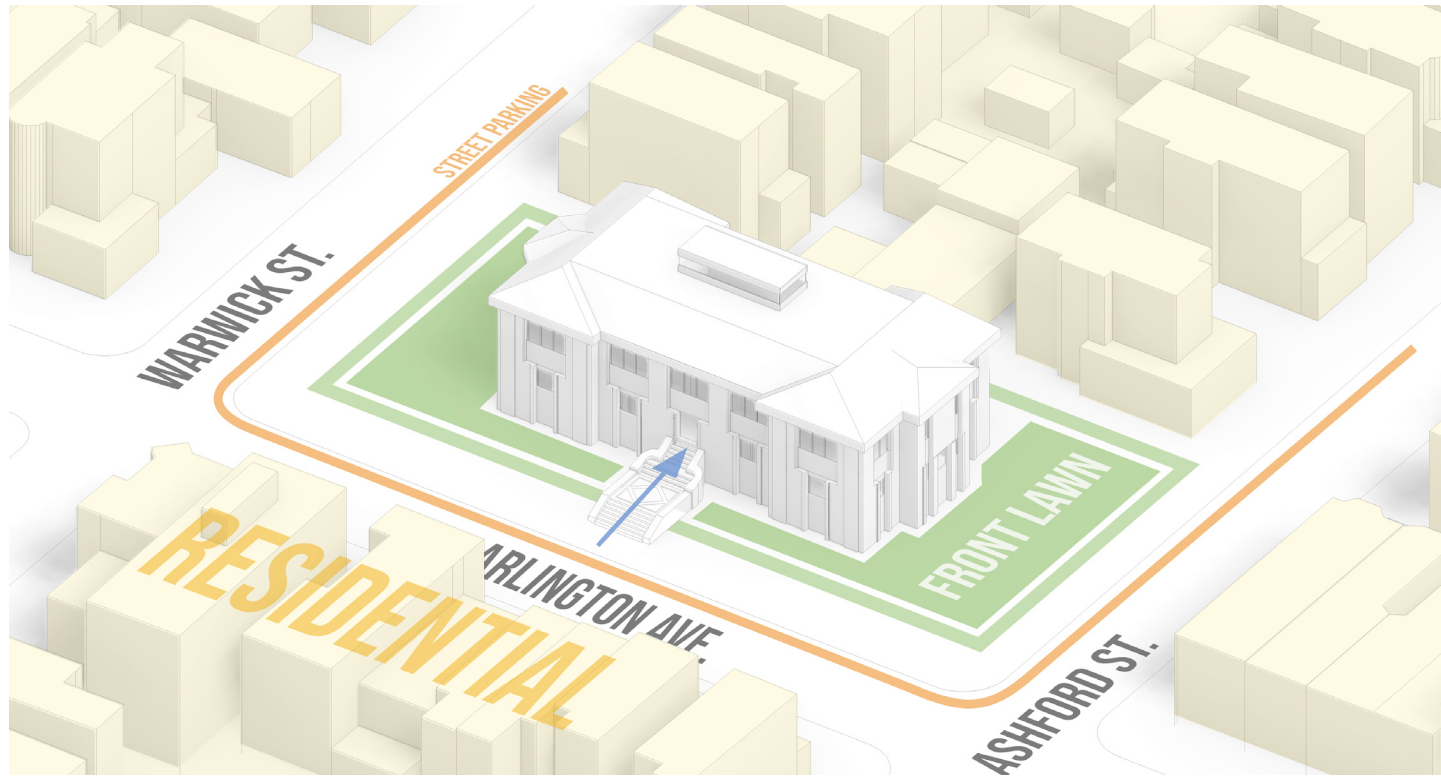 STREET PARKING
WARWICK ST.
FRONT LAWN
RESIDENTIAL
ARLINGTON AVE.
ASHFORD ST.